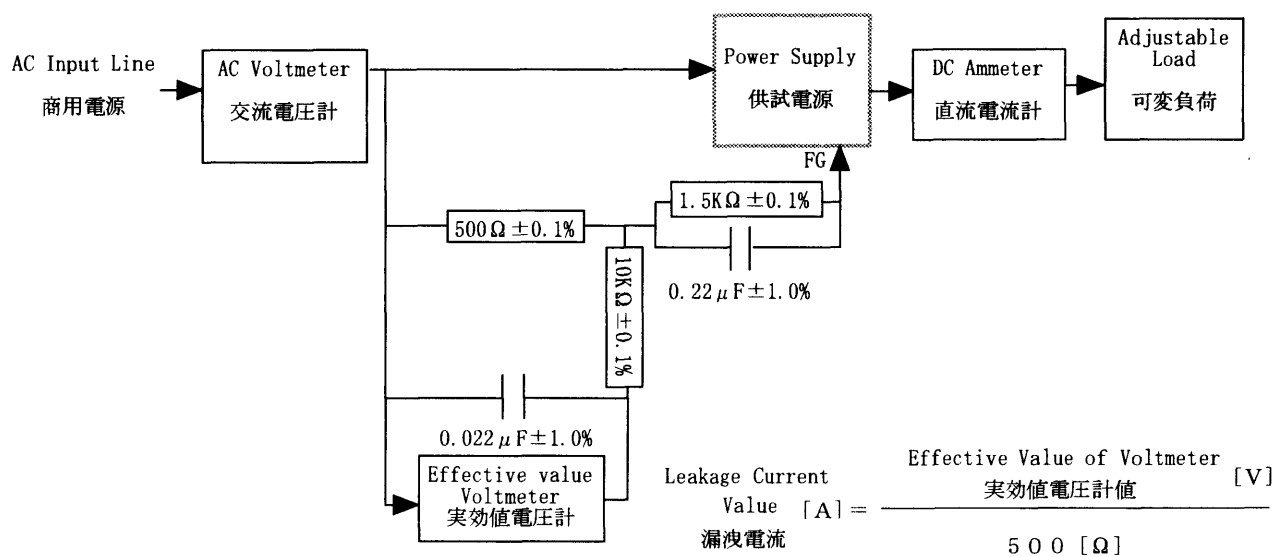 AC Input Line
商用電源
AC Voltmeter
交流電圧計
Power Supply
供試電源
FG
DC Ammeter
直流電流計
Adjustable
Load
可変負荷
500Ω±0.1%
1.5KΩ±0.1%
0.22μF±1.0%
10KΩ±0.1%
0.022μF±1.0%
Effective value
Voltmeter
実効値電圧計
Leakage Current
Value [A]=
漏洩電流
Effective Value of Voltmeter
実効値電圧計値 [V]
500[Ω]